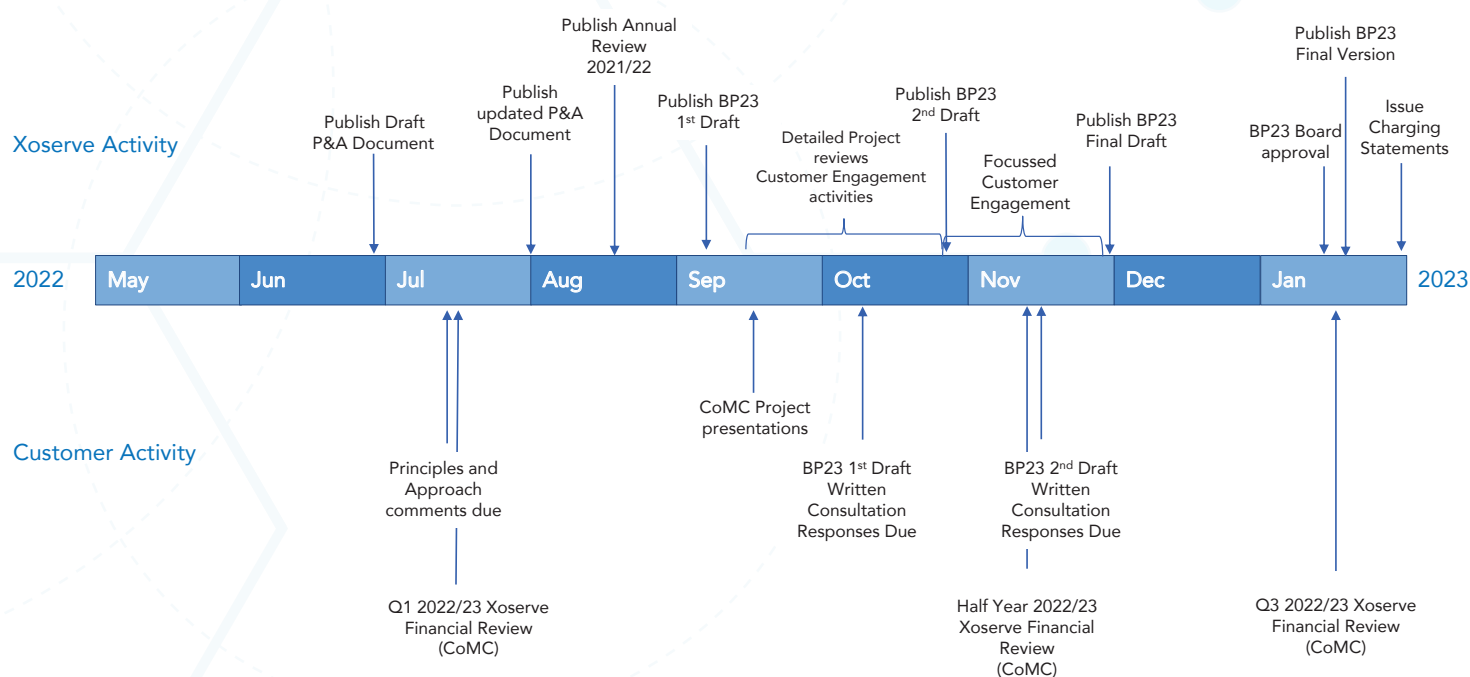 Publish Annual
Review
2021/22
Publish BP23
Final Version
Publish
updated P&A
Document
Publish BP23
1st Draft
Publish BP23
2nd Draft
Issue
Charging
Statements
Publish Draft
P&A Document
Publish BP23
Final Draft
BP23 Board
approval
Xoserve Activity
Detailed Project
reviews
Customer Engagement
activities
Focussed
Customer
Engagement
2022
May
Jun
Jul
Aug
Sep
Oct
Nov
Dec
Jan
2023
CoMC Project
presentations
Customer Activity
Principles and
Approach
comments due
BP23 1st Draft
Written
Consultation
Responses Due
BP23 2nd Draft
Written
Consultation
Responses Due
Q1 2022/23 Xoserve
Financial Review
(CoMC)
Half Year 2022/23
Xoserve Financial
Review
(CoMC)
Q3 2022/23 Xoserve
Financial Review
(CoMC)